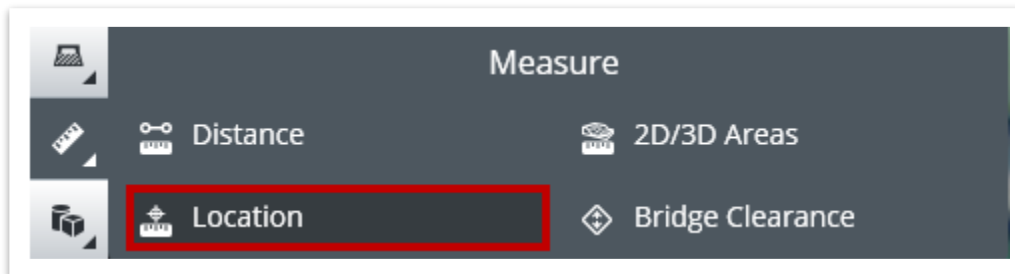 Measure
Distance
2D/3D Areas
Location
Bridge Clearance